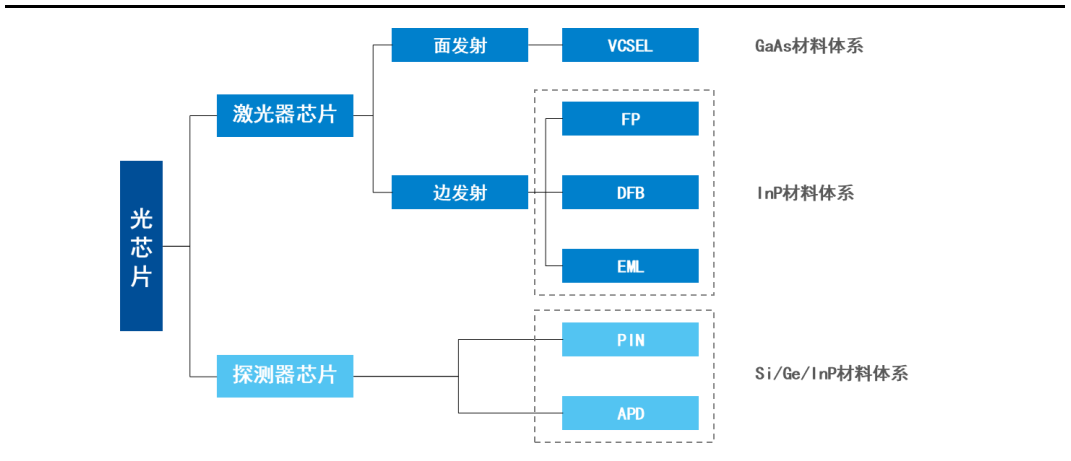 面发射
VCSEL
GaAs材料体系
激光器芯片
FP
边发射
DFB
InP材料体系
光芯片
EML
PIN
探测器芯片
Si/Ge/InP材料体系
APD